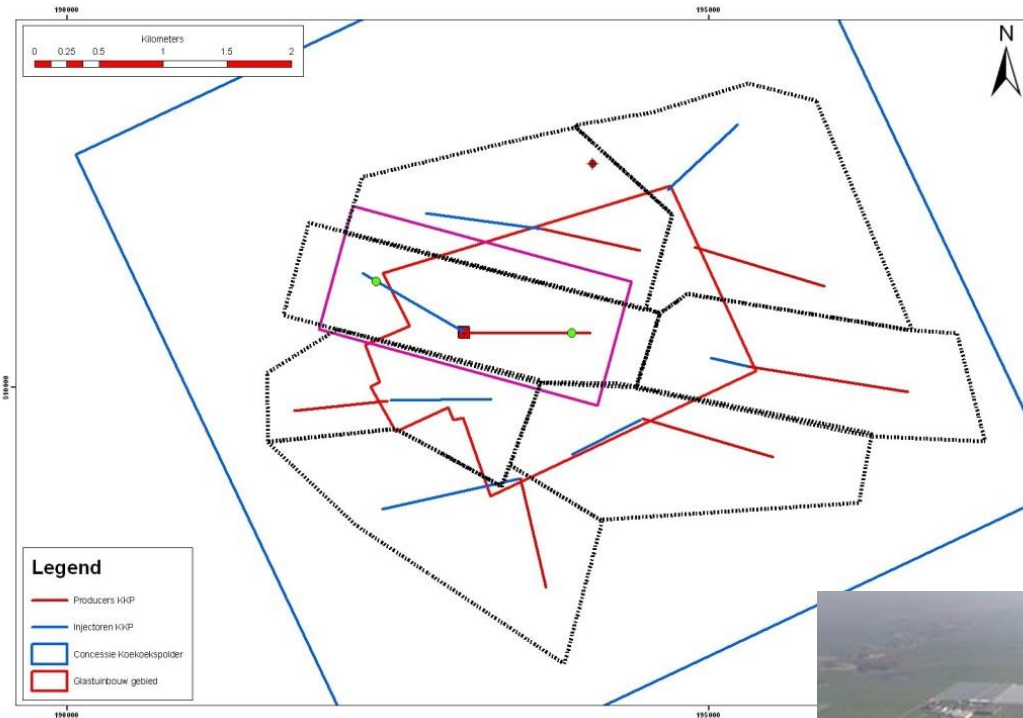 190000
195000
Kilometers
0 0.25 0.5 1 1.5 2
N
510000
Legend
Producers KKP
Injectoren KKP
Concessie Koekoekspolder
Glastuinbouw gebied
190000
195000